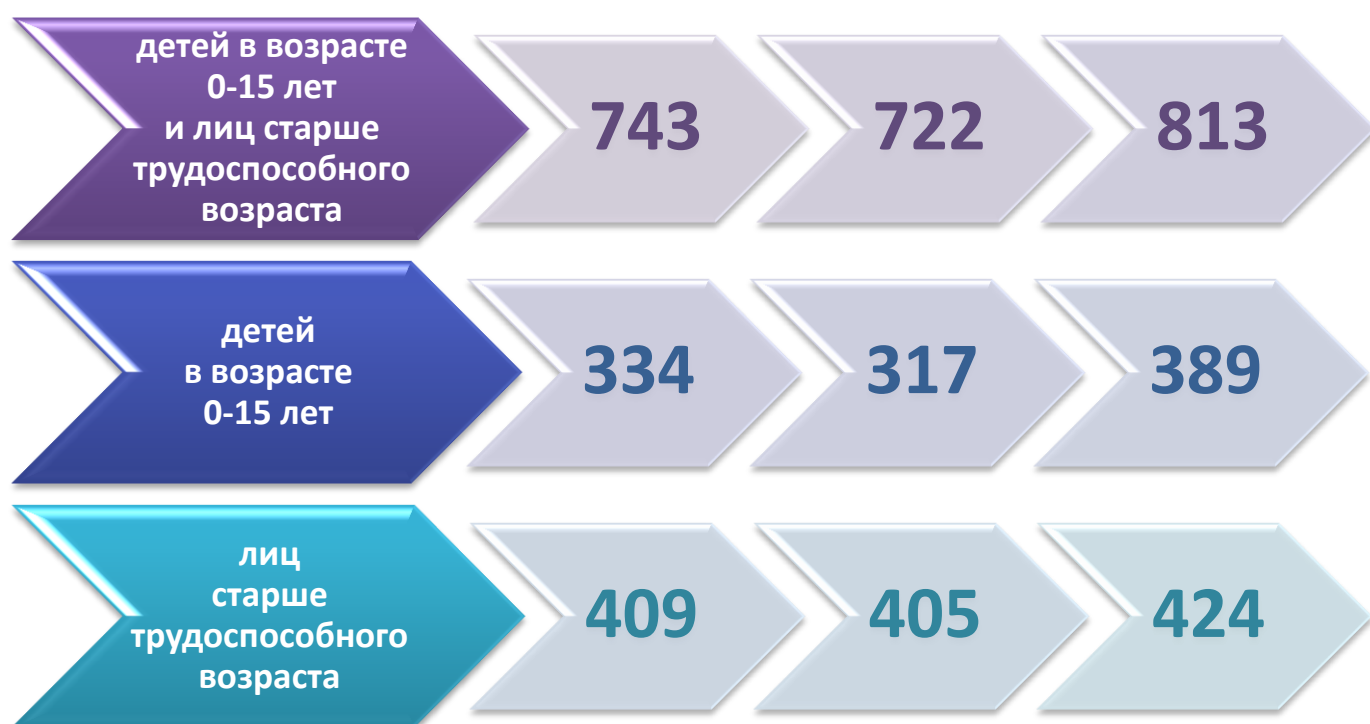 детей в возрасте
0-15 лет
и лиц старше
трудоспособного
возраста
743
722
813
детей
в возрасте
0-15 лет
334
317
389
лиц
старше
трудоспособного
возраста
409
405
424